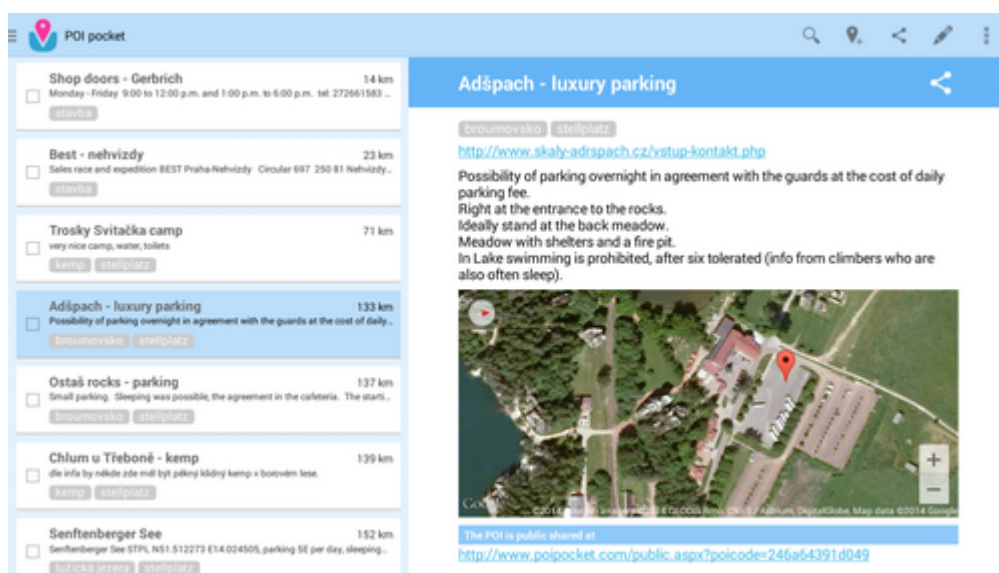 POI pocket
Shop doors - Gerbrich 14 km
Monday - Friday 9:00 to 12:00 p.m. and 1:00 p.m. to 6:00 p.m. tel: 272661583 ...
stavba
Best - nehvizdy 23 km
Sales race and expedition BEST Praha-Nehvizdy Circular 697 250 81 Nehvizdy...
stavba
Trosky Svitačka camp 71 km
very nice camp, water, toilets
kemp stellplatz
Adšpach - luxury parking 133 km
Possibility of parking overnight in agreement with the guards at the cost of daily...
broumovsko stellplatz
Ostaš rocks - parking 137 km
Small parking. Sleeping was possible, the agreement in the cafeteria. The starti...
broumovsko stellplatz
Chlum u Třeboně - kemp 139 km
dle infa by někde zde měl být pěkný klidný kemp v borovém lese.
kemp stellplatz
Senftenberger See 152 km
Senftenberger See STPL N51.512273 E14.024505, parking 5E per day, sleeping...
lužická jezera stellplatz
Adšpach - luxury parking
broumovsko stellplatz
http://www.skaly-adrspach.cz/vstup-kontakt.php
Possibility of parking overnight in agreement with the guards at the cost of daily
parking fee.
Right at the entrance to the rocks.
Ideally stand at the back meadow.
Meadow with shelters and a fire pit.
In Lake swimming is prohibited, after six tolerated (info from climbers who are
also often sleep).
Google
DigitalGlobe, Map data ©2014 Google
The POI is public shared at
http://www.poipocket.com/public.aspx?poicode=246a64391d049